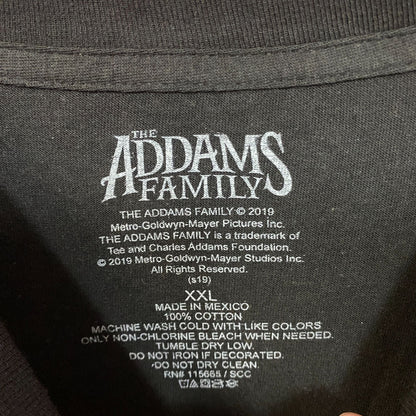 THE
ADDAMS
FAMILY
THE ADDAMS FAMILY © 2019
Metro-Goldwyn-Mayer Pictures Inc.
THE ADDAMS FAMILY is a trademark of
Tee and Charles Addams Foundation.
© 2019 Metro-Goldwyn-Mayer Studios Inc.
All Rights Reserved.
(s19)
XXL
MADE IN MEXICO
100% COTTON
MACHINE WASH COLD WITH LIKE COLORS
ONLY NON-CHLORINE BLEACH WHEN NEEDED.
TUMBLE DRY LOW.
DO NOT IRON IF DECORATED.
DO NOT DRY CLEAN.
RN# 115665 / SCC